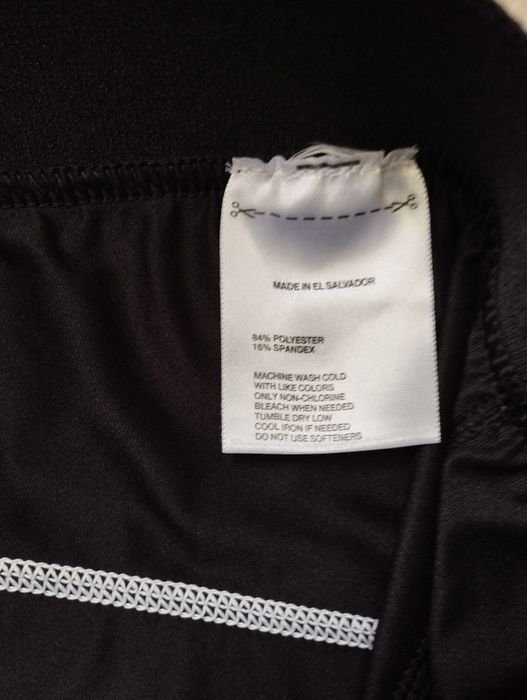 MADE IN EL SALVADOR
84% POLYESTER
16% SPANDEX
MACHINE WASH COLD
WITH LIKE COLORS
ONLY NON-CHLORINE
BLEACH WHEN NEEDED
TUMBLE DRY LOW
COOL IRON IF NEEDED
DO NOT USE SOFTENERS